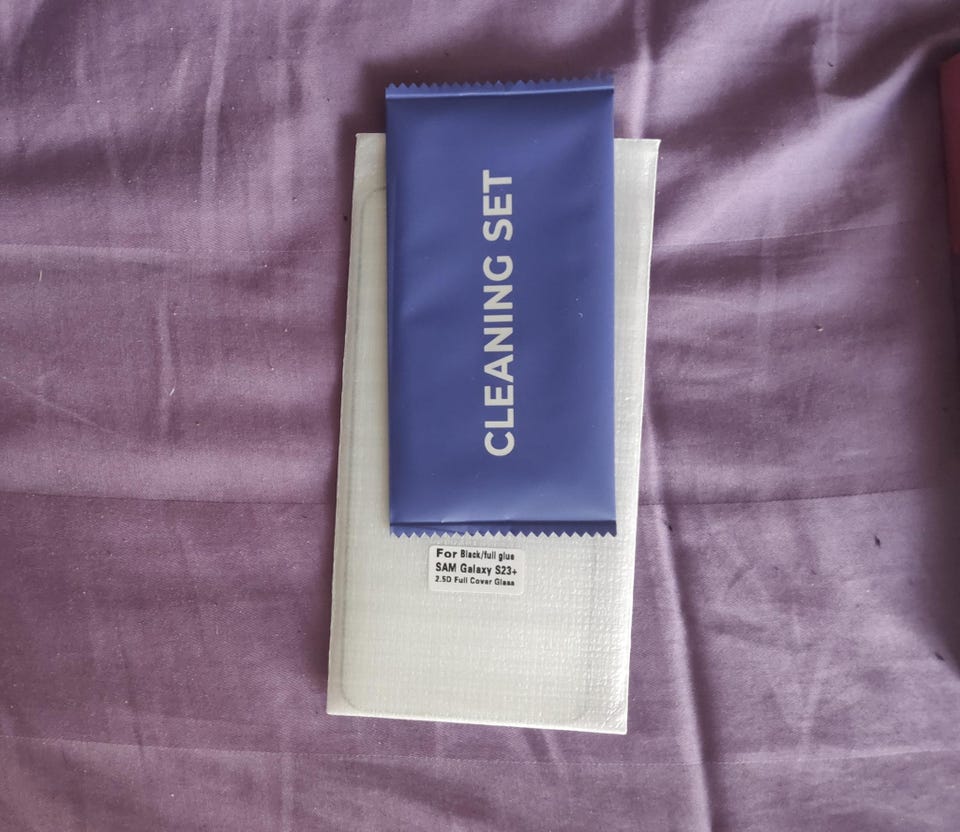 CLEANING SET
For Black/full glue
SAM Galaxy S23+
2.5D Full Cover Glass